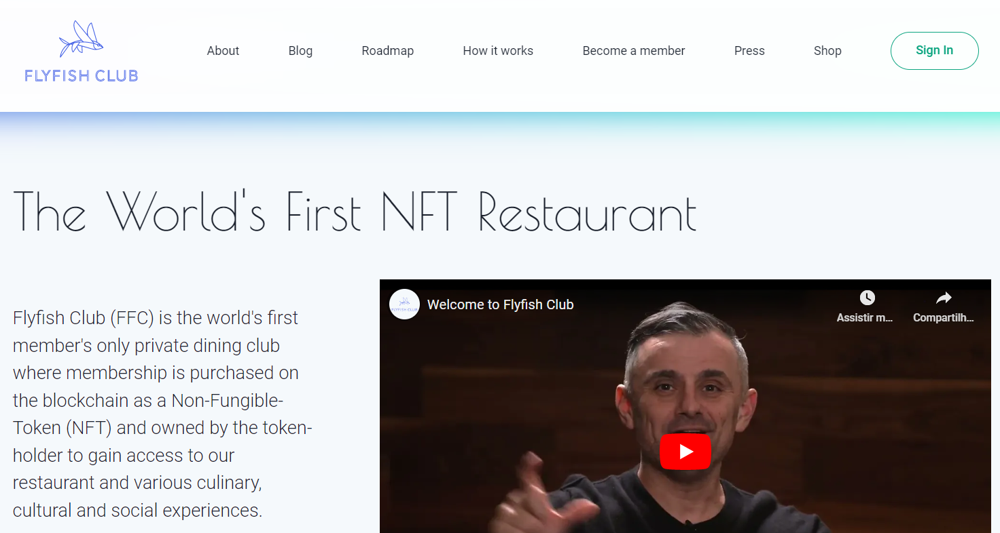 FLYFISH CLUB
About Blog Roadmap How it works Become a member Press Shop Sign In
The World's First NFT Restaurant
Flyfish Club (FFC) is the world's first
member's only private dining club
where membership is purchased on
the blockchain as a Non-Fungible-
Token (NFT) and owned by the token-
holder to gain access to our
restaurant and various culinary,
cultural and social experiences.
FLYFISH CLUB
Welcome to Flyfish Club
Assistir m...
Compartilh...